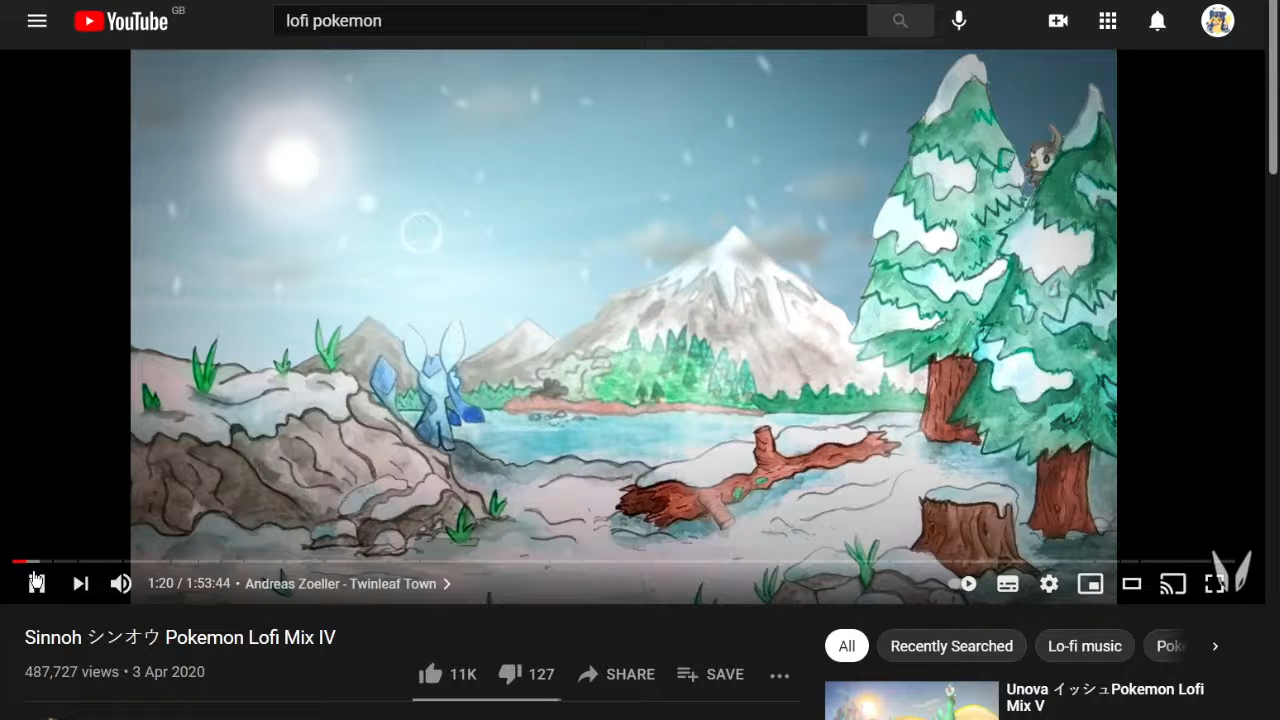 YouTube GB
lofi pokemon
1:20 / 1:53:44 • Andreas Zoeller - Twinleaf Town
Sinnoh シンオウ Pokemon Lofi Mix IV
487,727 views • 3 Apr 2020
11K 127 SHARE SAVE
All Recently Searched Lo-fi music
Unova イッシュPokemon Lofi
Mix V